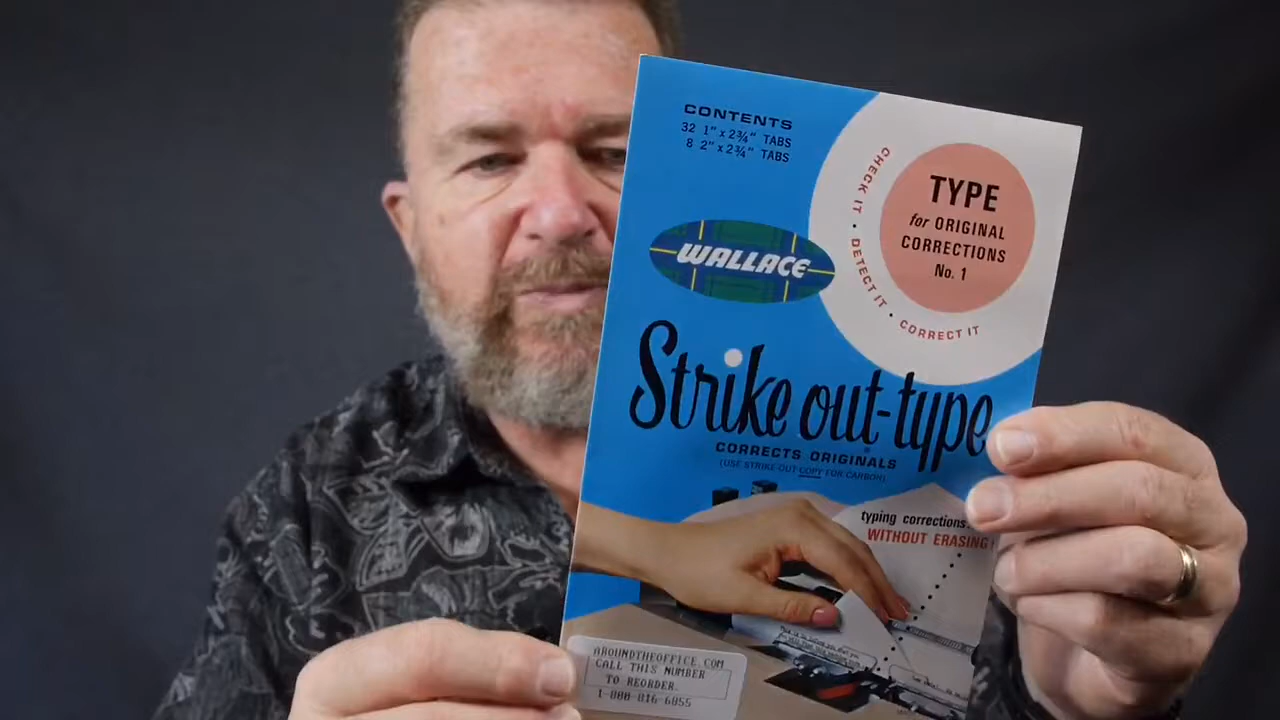 CONTENTS
32 1" x 2¾" TABS
8 2" x 2¾" TABS
CHECK IT • DETECT IT • CORRECT IT
TYPE
for ORIGINAL
CORRECTIONS
No. 1
WALLACE
Strike out-type
CORRECTS ORIGINALS
(USE STRIKE-OUT COPY FOR CARBON)
typing corrections
WITHOUT ERASING!
AROUNDTHEOFFICE.COM
CALL THIS NUMBER
TO REORDER.
1-800-816-6855